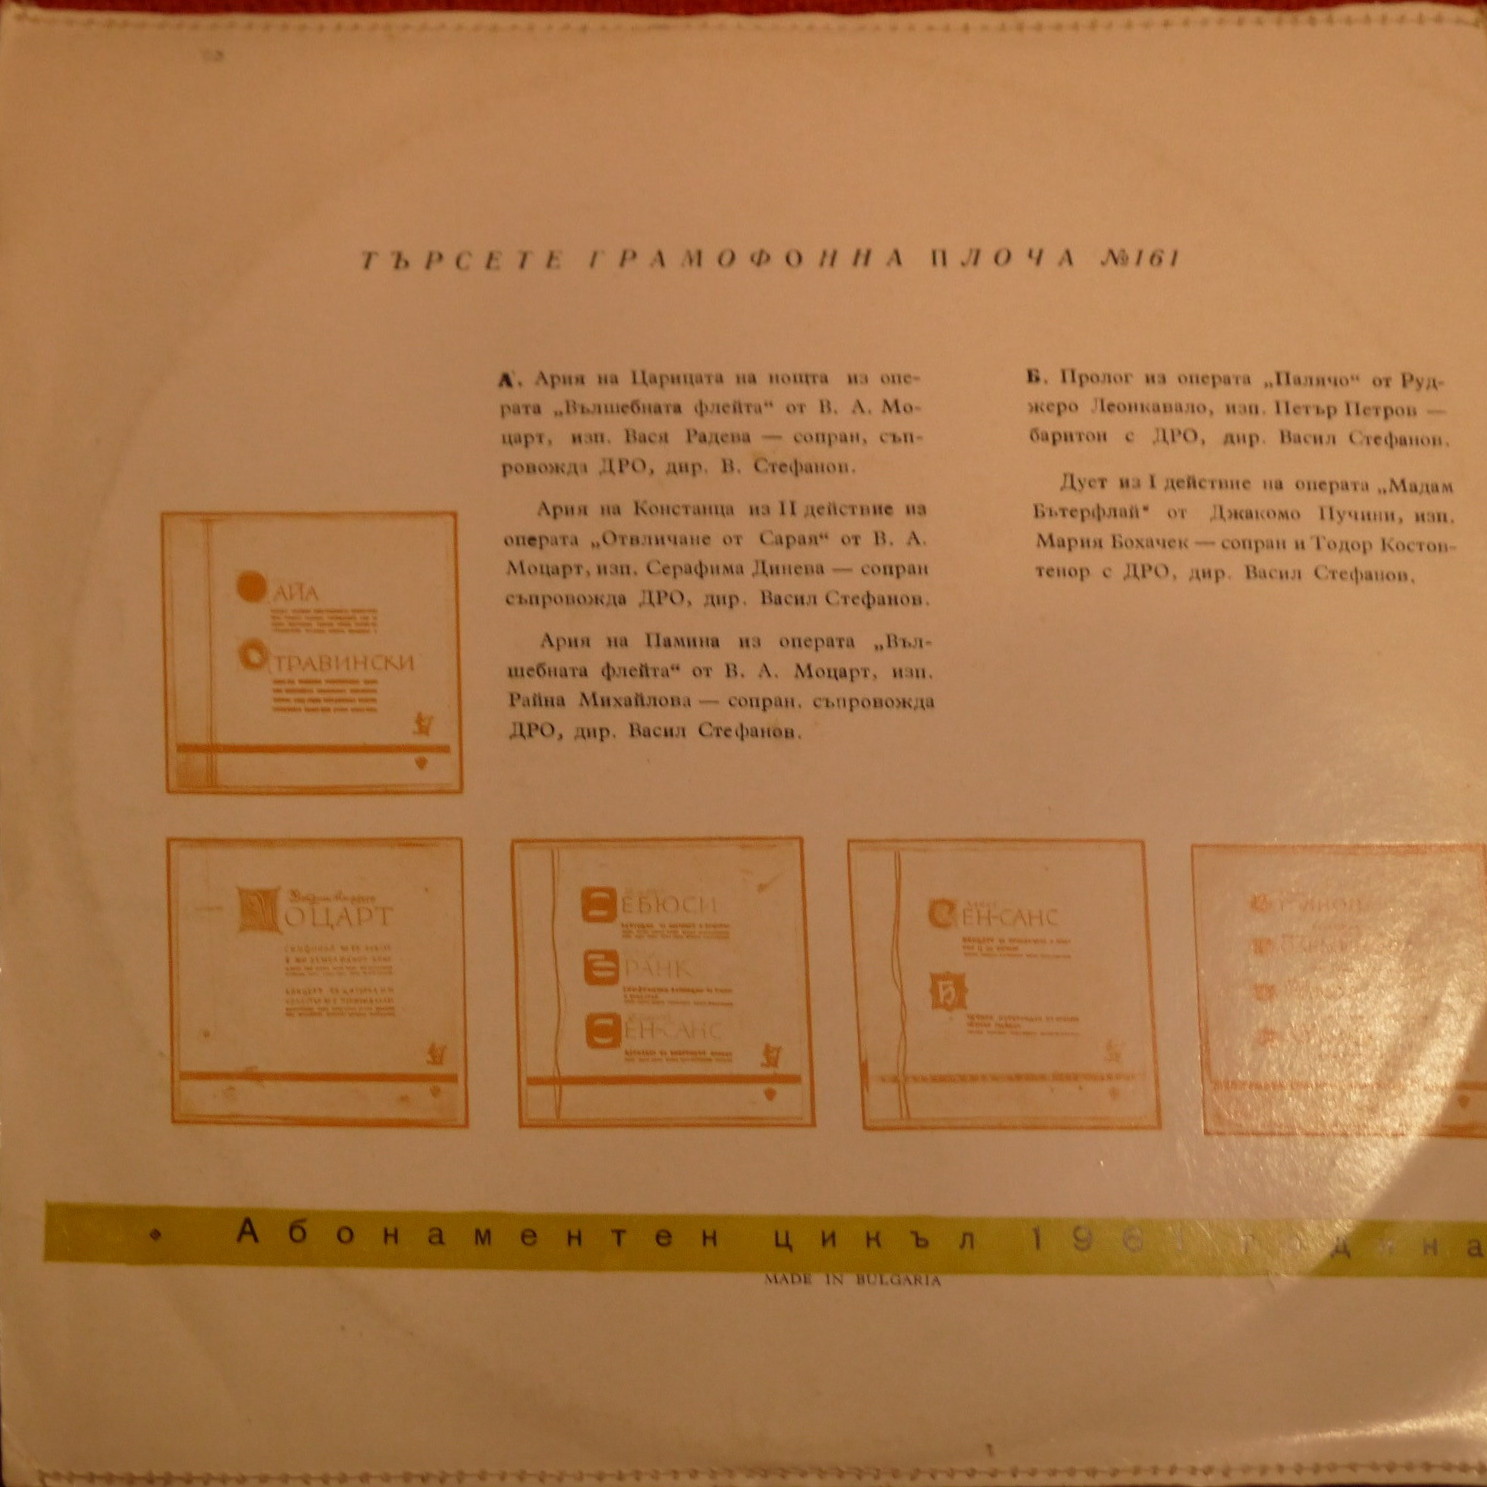 ТЪРСЕТЕ ГРАМОФОННА ПЛОЧА №161
А. Ария на Царицата на нощта из опе-
рата „Вълшебната флейта“ от В. А. Мо-
царт, изп. Вася Радева — сопран, съп-
ровожда ДРО, дир. В. Стефанов.
Ария на Констанца из II действие на
операта „Отвличане от Сарая“ от В. А.
Моцарт, изп. Серафима Динева — сопран
съпровожда ДРО, дир. Васил Стефанов.
Ария на Памина из операта „Въл-
шебната флейта“ от В. А. Моцарт, изп.
Райна Михайлова — сопран. съпровожда
ДРО, дир. Васил Стефанов.
Б. Пролог из операта „Палячо“ от Руд-
жеро Леонкавало, изп. Петър Петров —
баритон с ДРО, дир. Васил Стефанов.
Дует из I действие на операта „Мадам
Бътерфлай“ от Джакомо Пучини, изп.
Мария Бохачек — сопран и Тодор Костов-
тенор с ДРО, дир. Васил Стефанов.
АЙА
СТРАВИНСКИ
МОЦАРТ
ДЕБЮСИ
ФРАНК
СЕН-САНС
СЕН-САНС
Абонаментен цикъл 1961 година
MADE IN BULGARIA